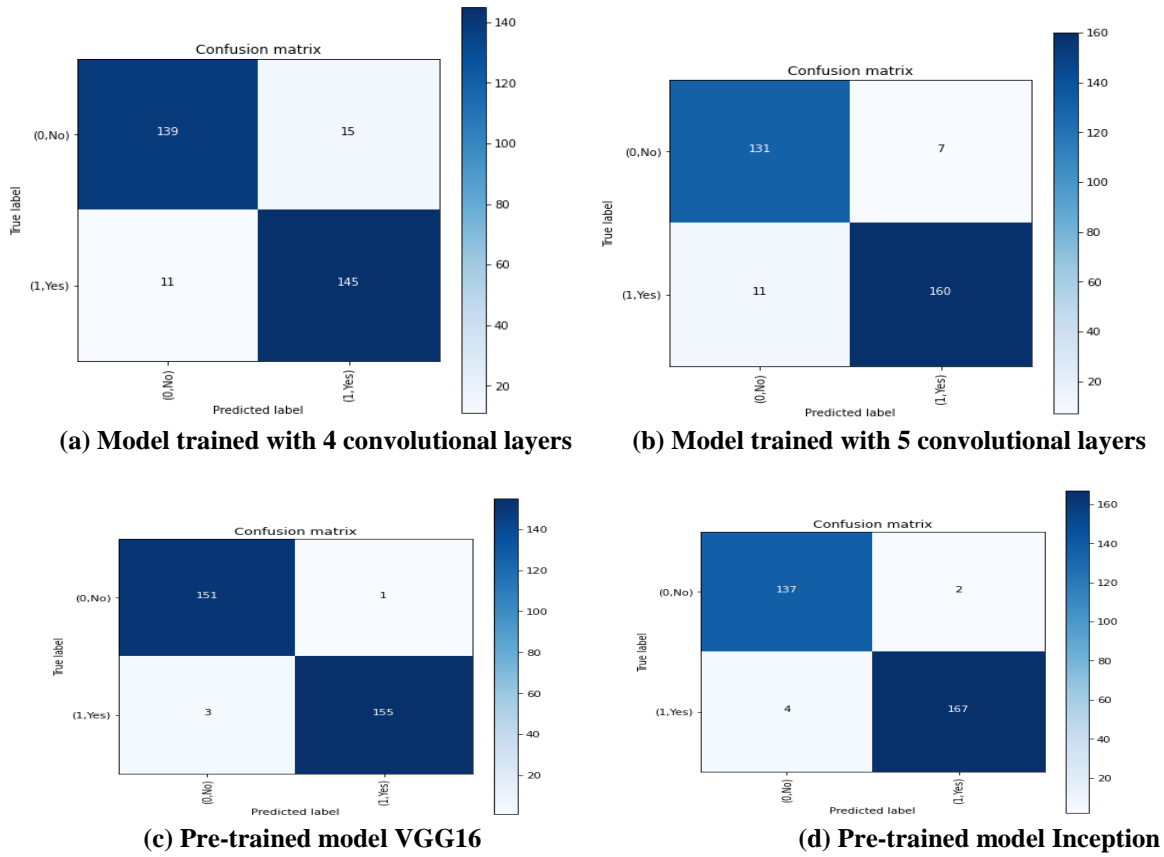 Confusion matrix
140
120
100
80
60
40
20
(0,No)
139
15
True label
(1,Yes)
11
145
(0,No)
(1,Yes)
Predicted label
(a) Model trained with 4 convolutional layers
Confusion matrix
160
140
120
100
80
60
40
20
(0,No)
131
7
True label
(1,Yes)
11
160
(0,No)
(1,Yes)
Predicted label
(b) Model trained with 5 convolutional layers
Confusion matrix
140
120
100
80
60
40
20
(0,No)
151
1
True label
(1,Yes)
3
155
(0,No)
(1,Yes)
Predicted label
(c) Pre-trained model VGG16
Confusion matrix
160
140
120
100
80
60
40
20
(0,No)
137
2
True label
(1,Yes)
4
167
(0,No)
(1,Yes)
Predicted label
(d) Pre-trained model Inception